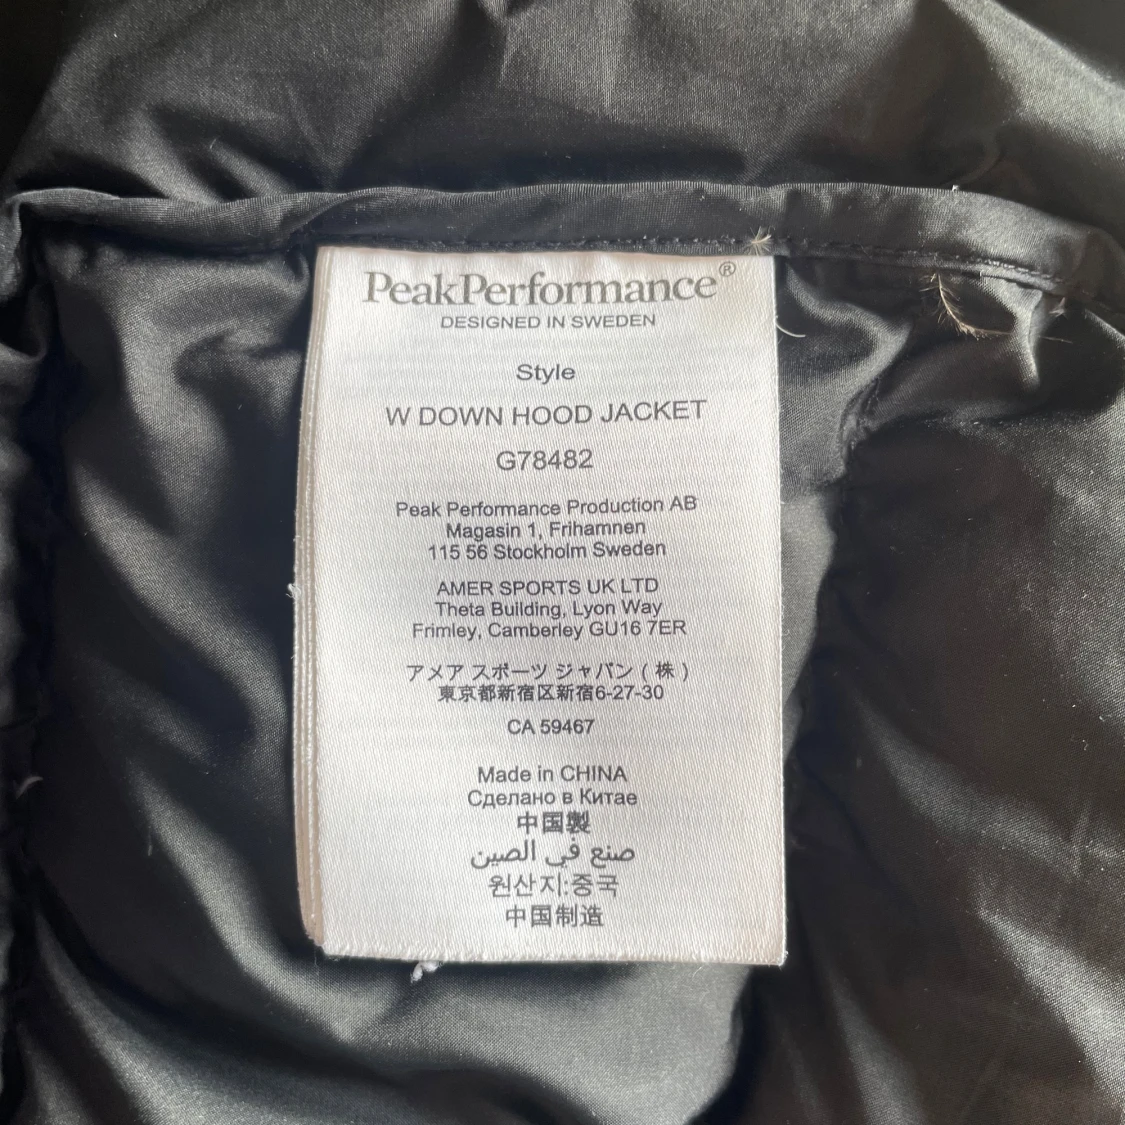 PeakPerformance®
DESIGNED IN SWEDEN
Style
W DOWN HOOD JACKET
G78482
Peak Performance Production AB
Magasin 1, Frihamnen
115 56 Stockholm Sweden
AMER SPORTS UK LTD
Theta Building, Lyon Way
Frimley, Camberley GU16 7ER
アメア スポーツ ジャパン ( 株 )
東京都新宿区新宿6-27-30
CA 59467
Made in CHINA
Сделано в Китае
中国製
صنع في الصين
원산지:중국
中国制造